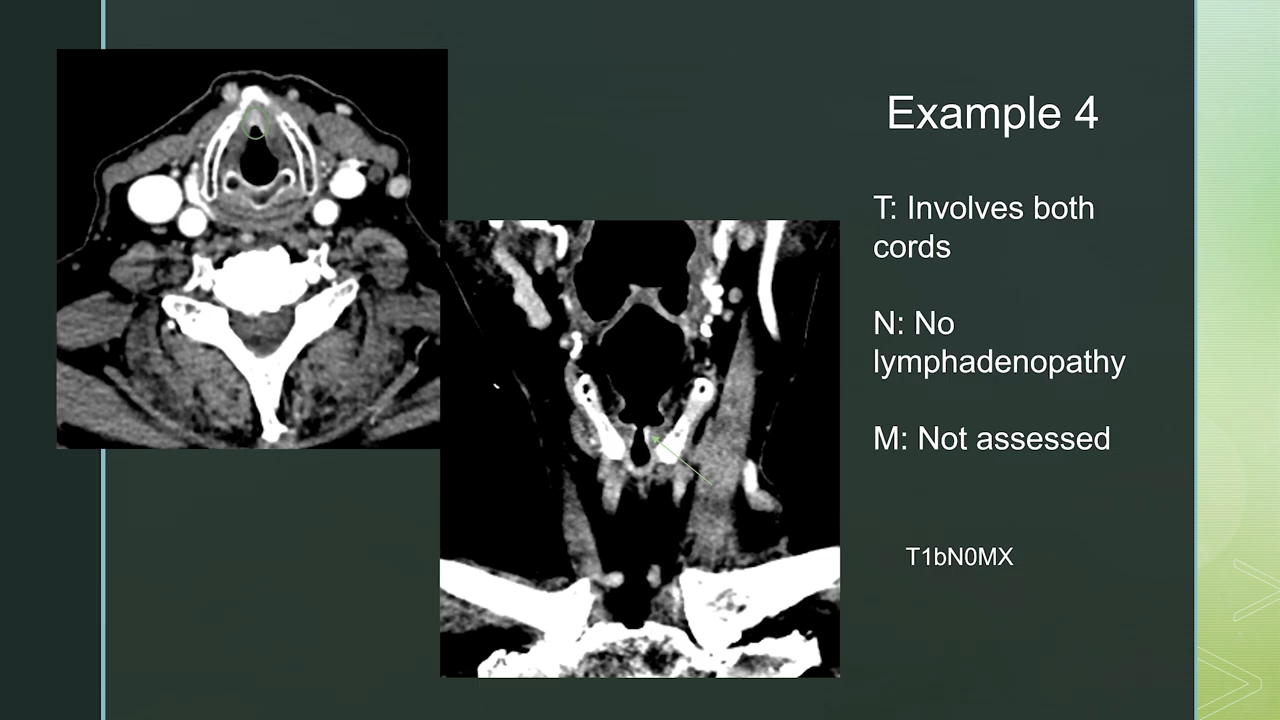 Example 4
T: Involves both
cords
N: No
lymphadenopathy
M: Not assessed
T1bN0MX